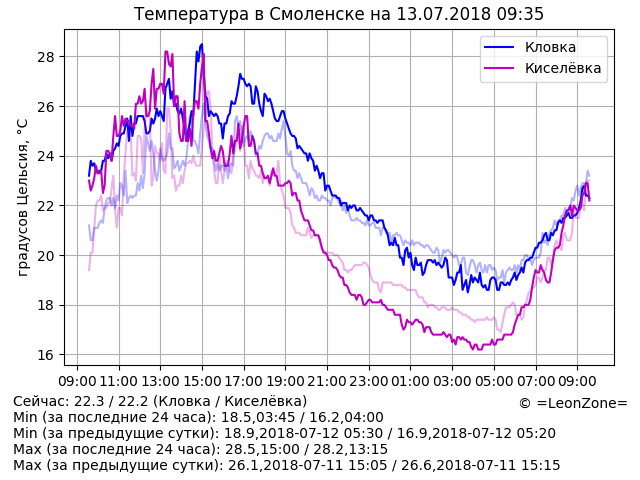 Температура в Смоленске на 13.07.2018 09:35
градусов Цельсия, °C
28
26
24
22
20
18
16
Кловка
Киселёвка
09:00 11:00 13:00 15:00 17:00 19:00 21:00 23:00 01:00 03:00 05:00 07:00 09:00
Сейчас: 22.3 / 22.2 (Кловка / Киселёвка)
© =LeonZone=
Min (за последние 24 часа): 18.5,03:45 / 16.2,04:00
Min (за предыдущие сутки): 18.9,2018-07-12 05:30 / 16.9,2018-07-12 05:20
Max (за последние 24 часа): 28.5,15:00 / 28.2,13:15
Max (за предыдущие сутки): 26.1,2018-07-11 15:05 / 26.6,2018-07-11 15:15